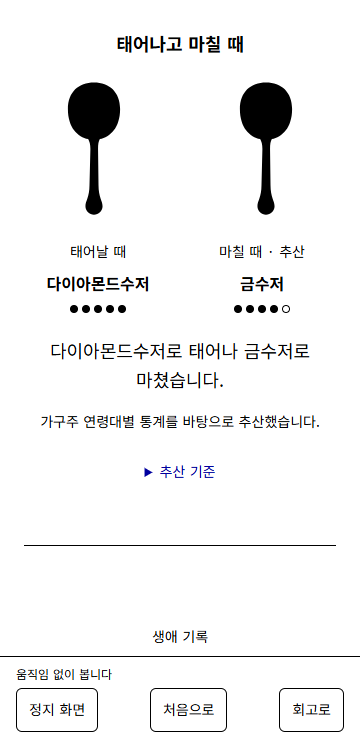 태어나고 마칠 때
태어날 때
마칠 때 · 추산
다이아몬드수저
금수저
다이아몬드수저로 태어나 금수저로
마쳤습니다.
가구주 연령대별 통계를 바탕으로 추산했습니다.
▶ 추산 기준
생애 기록
움직임 없이 봅니다
정지 화면
처음으로
회고로